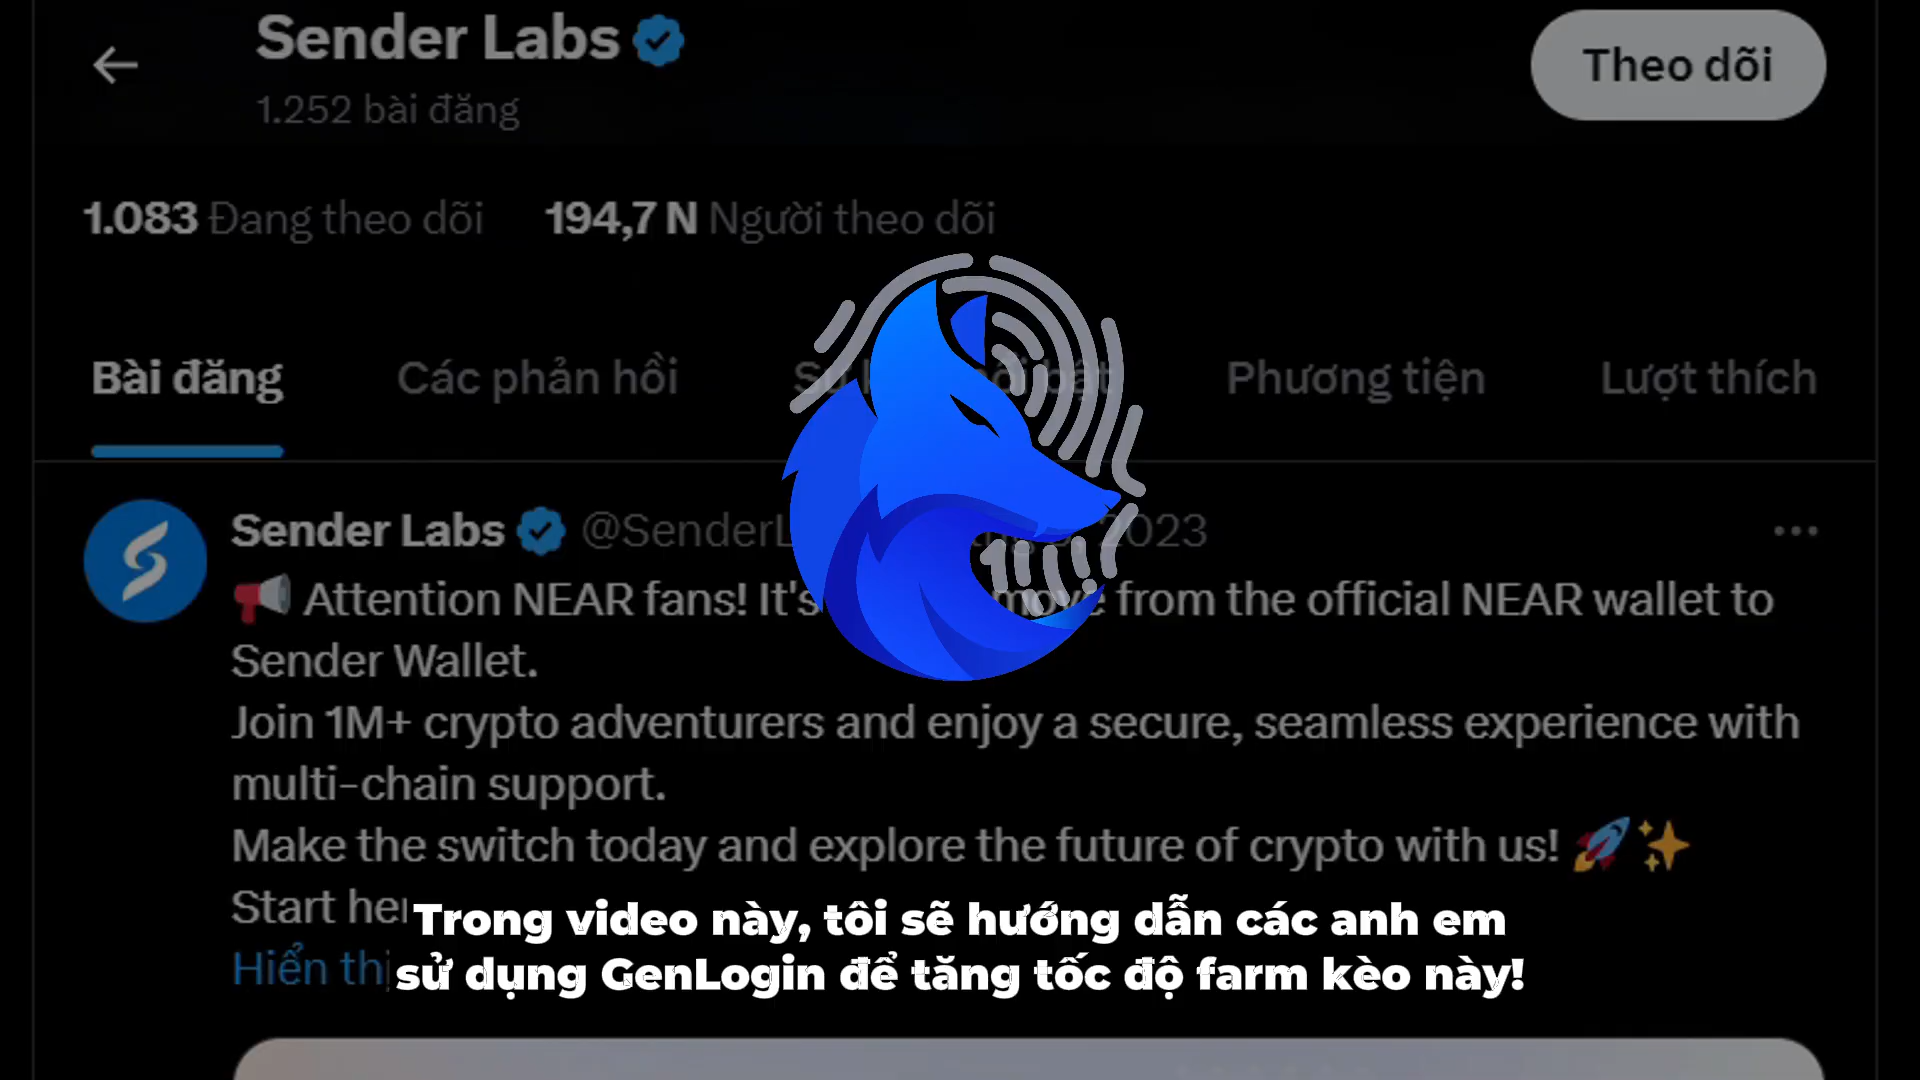 Sender Labs
1.252 bài đăng
Theo dõi
1.083 Đang theo dõi 194,7 N Người theo dõi
Bài đăng Các phản hồi Phương tiện Lượt thích
Sender Labs 2023
Attention NEAR fans! It's from the official NEAR wallet to
Sender Wallet.
Join 1M+ crypto adventurers and enjoy a secure, seamless experience with
multi-chain support.
Make the switch today and explore the future of crypto with us! 🚀✨
Start
Hiển
Trong video này, tôi sẽ hướng dẫn các anh em
sử dụng GenLogin để tăng tốc độ farm kèo này!